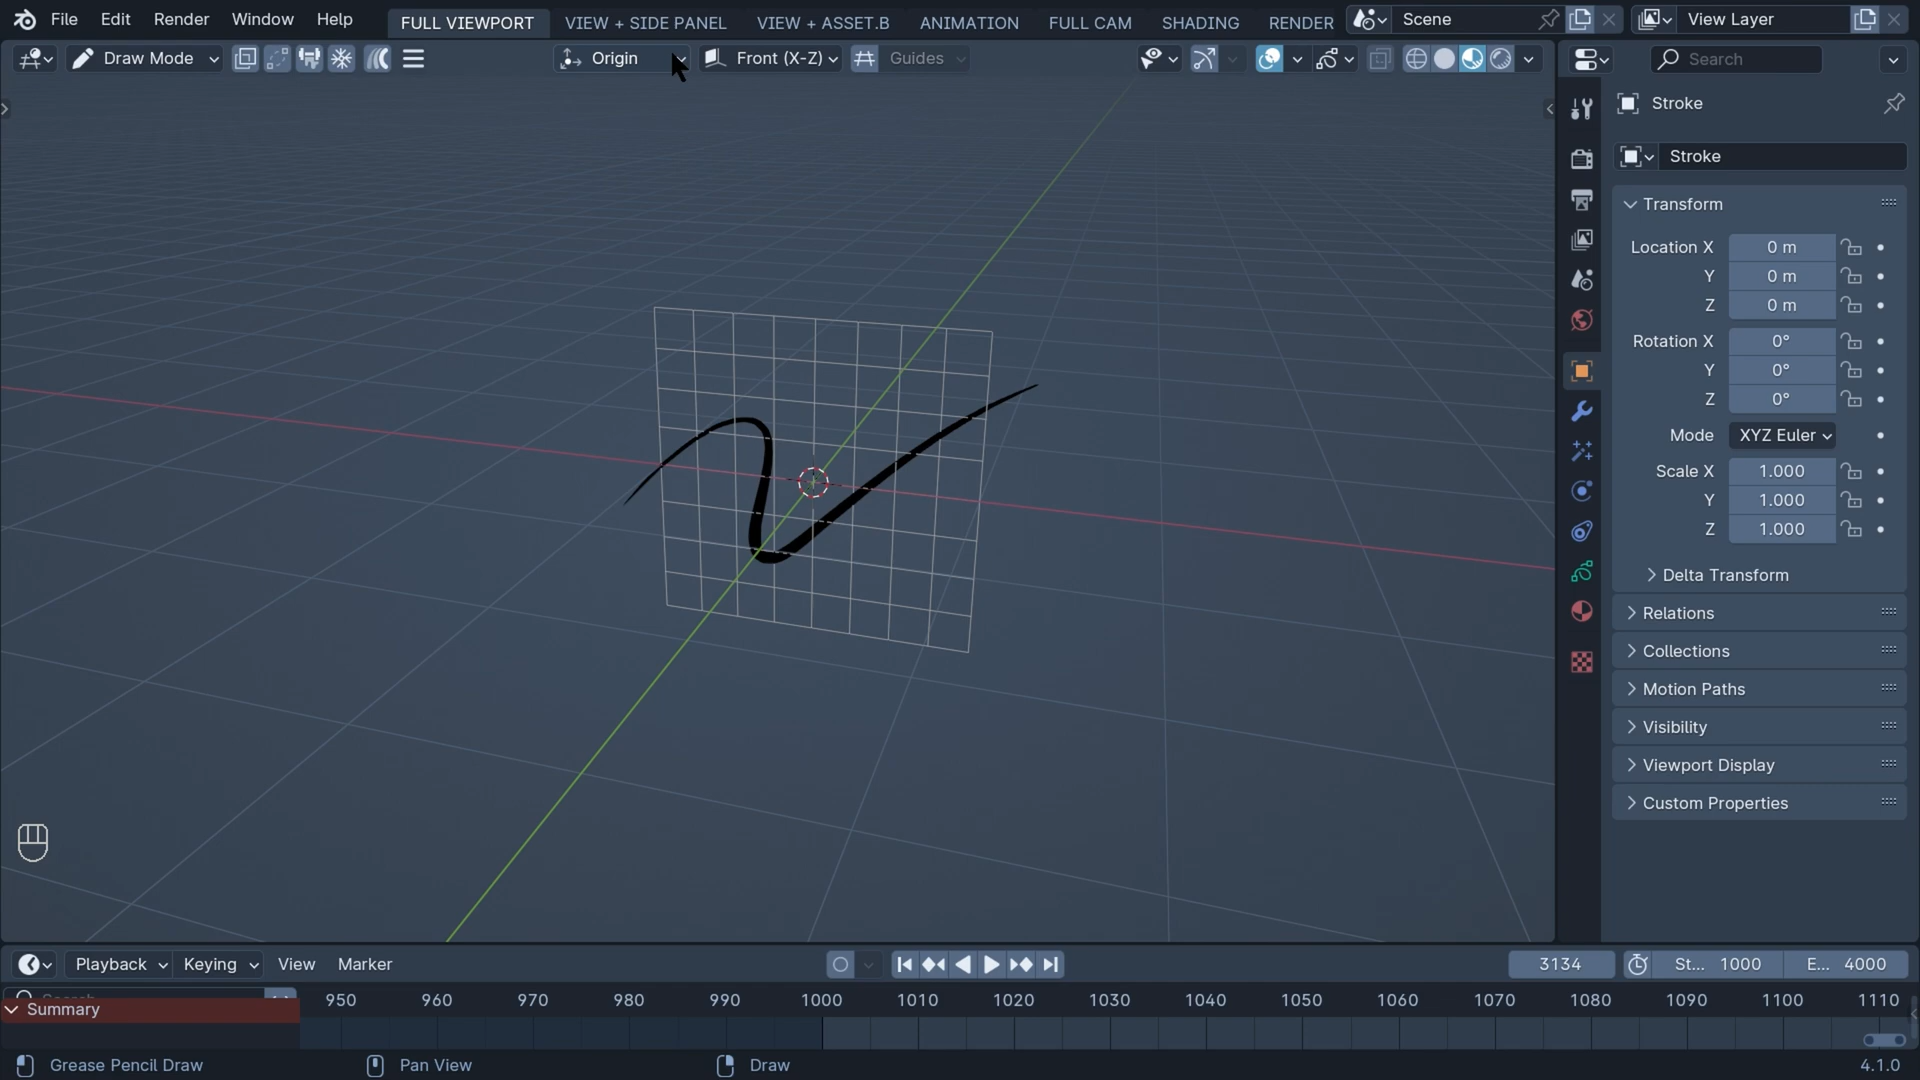 File Edit Render Window Help FULL VIEWPORT VIEW + SIDE PANEL VIEW + ASSET.B ANIMATION FULL CAM SHADING RENDER Scene View Layer
Draw Mode Origin Front (X-Z) Guides Search
Stroke
Stroke
Transform
Location X 0 m
Y 0 m
Z 0 m
Rotation X 0°
Y 0°
Z 0°
Mode XYZ Euler
Scale X 1.000
Y 1.000
Z 1.000
Delta Transform
Relations
Collections
Motion Paths
Visibility
Viewport Display
Custom Properties
Playback Keying View Marker 3134 St... 1000 E... 4000
950 960 970 980 990 1000 1010 1020 1030 1040 1050 1060 1070 1080 1090 1100 1110
Summary
Grease Pencil Draw Pan View Draw 4.1.0